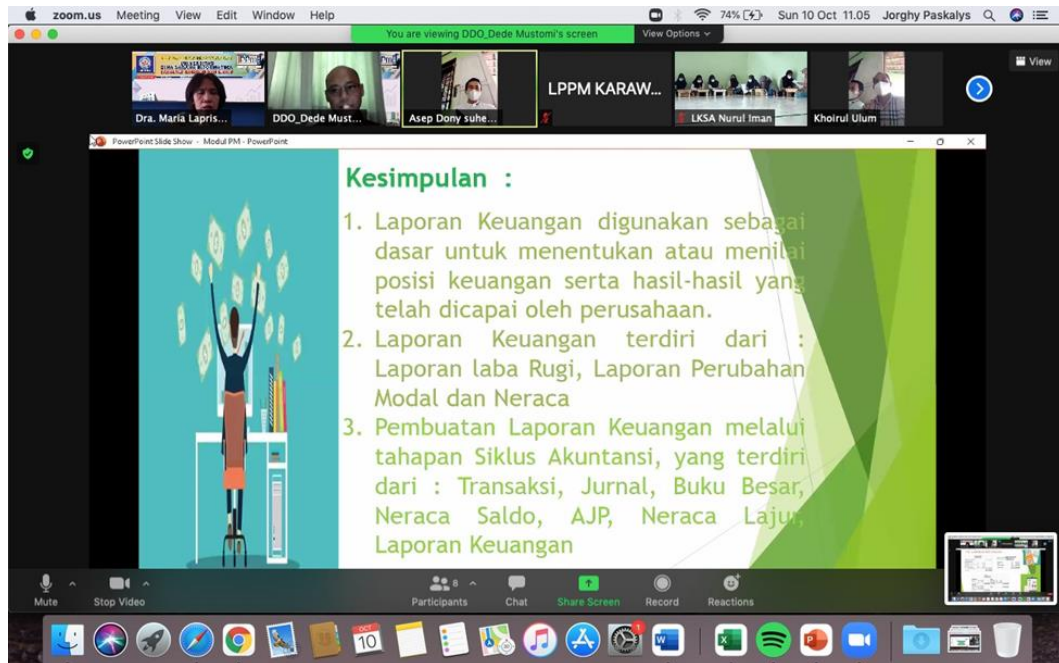 zoom.us Meeting View Edit Window Help
74% Sun 10 Oct 11.05 Jorghy Paskalys
You are viewing DDO_Dede Mustomi's screen View Options
View
LPPM KARAW...
Dra. Maria Lapris... DDO_Dede Must... Asep Dony suhe... LKSA Nurul Iman Khoirul Ulum
PowerPoint Slide Show - Modul PM - PowerPoint
Kesimpulan :
1. Laporan Keuangan digunakan sebagai
dasar untuk menentukan atau menilai
posisi keuangan serta hasil-hasil yang
telah dicapai oleh perusahaan.
2. Laporan Keuangan terdiri dari :
Laporan laba Rugi, Laporan Perubahan
Modal dan Neraca
3. Pembuatan Laporan Keuangan melalui
tahapan Siklus Akuntansi, yang terdiri
dari : Transaksi, Jurnal, Buku Besar,
Neraca Saldo, AJP, Neraca Lajur,
Laporan Keuangan
Mute Stop Video Participants 8 Chat Share Screen Record Reactions
OCT
10
1